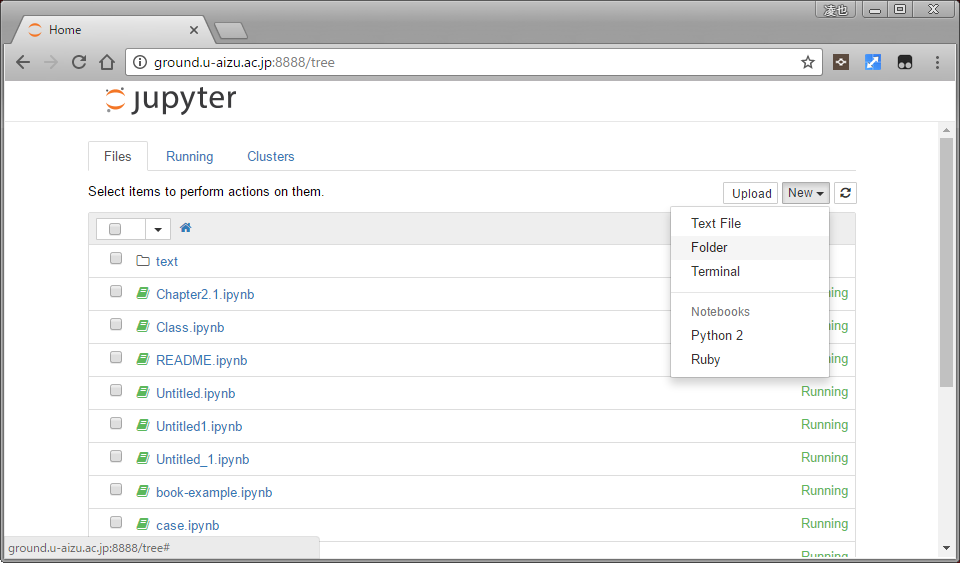 凌也
Home
ground.u-aizu.ac.jp:8888/tree
jupyter
Files Running Clusters
Select items to perform actions on them.
Upload New
Text File
Folder
Terminal
Notebooks
Python 2
Ruby
text
Chapter2.1.ipynb ning
Class.ipynb ning
README.ipynb ning
Untitled.ipynb Running
Untitled1.ipynb Running
Untitled_1.ipynb Running
book-example.ipynb Running
case.ipynb Running
ground.u-aizu.ac.jp:8888/tree#
Running